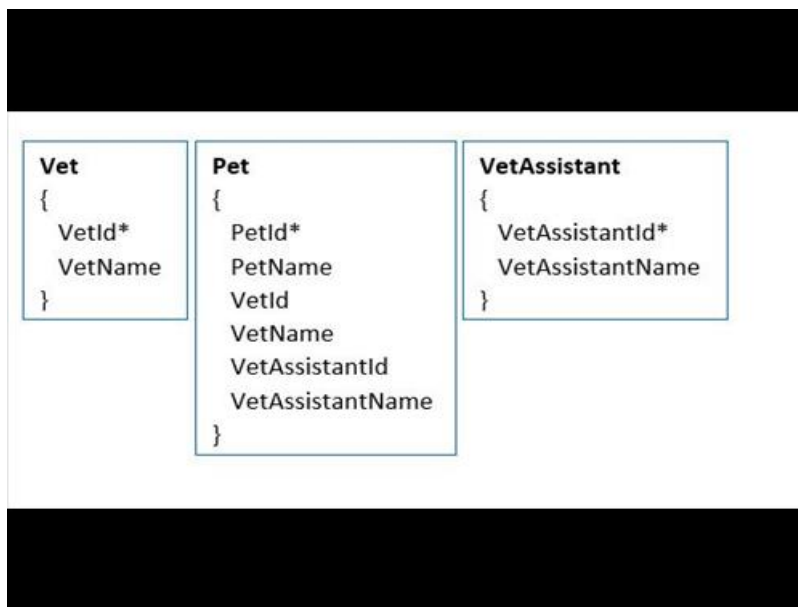 Vet
{
VetId*
VetName
}
Pet
{
PetId*
PetName
VetId
VetName
VetAssistantId
VetAssistantName
}
VetAssistant
{
VetAssistantId*
VetAssistantName
}